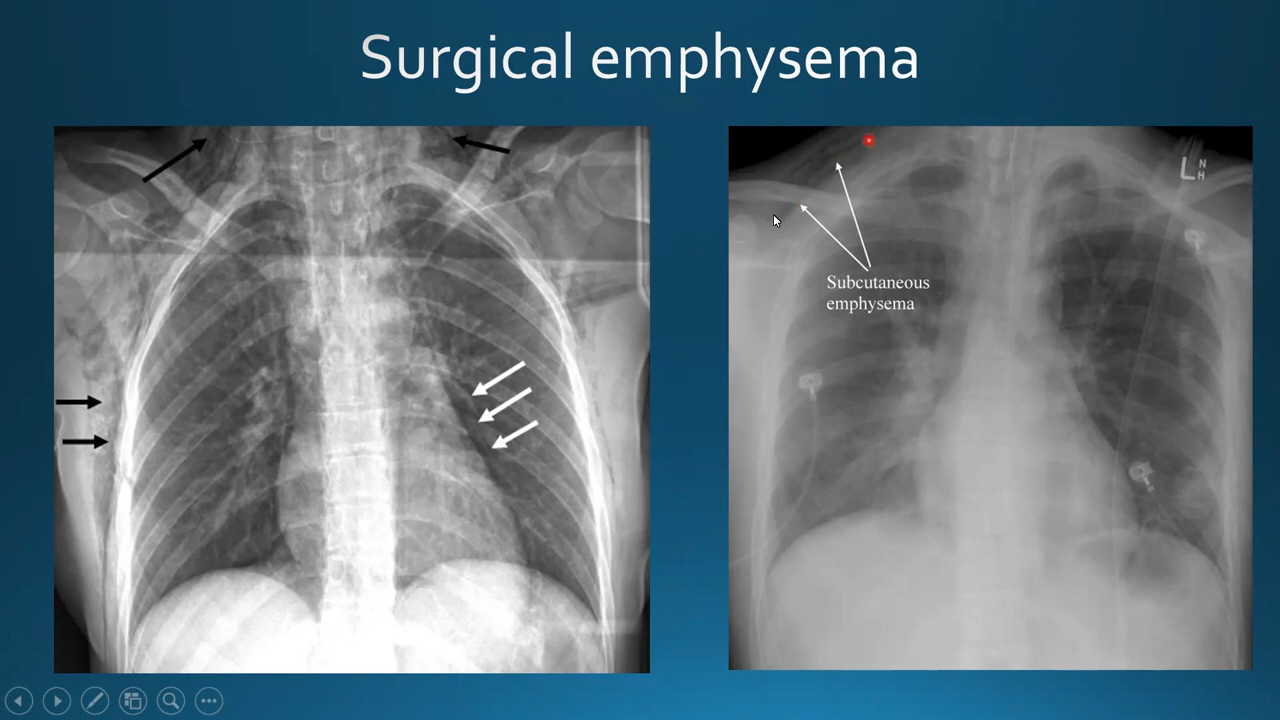 Surgical emphysema
L
N
H
Subcutaneous
emphysema